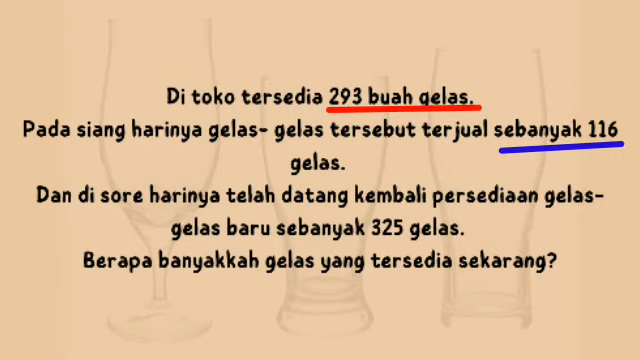 Di toko tersedia 293 buah gelas.
Pada siang harinya gelas- gelas tersebut terjual sebanyak 116
gelas.
Dan di sore harinya telah datang kembali persediaan gelas-
gelas baru sebanyak 325 gelas.
Berapa banyakkah gelas yang tersedia sekarang?